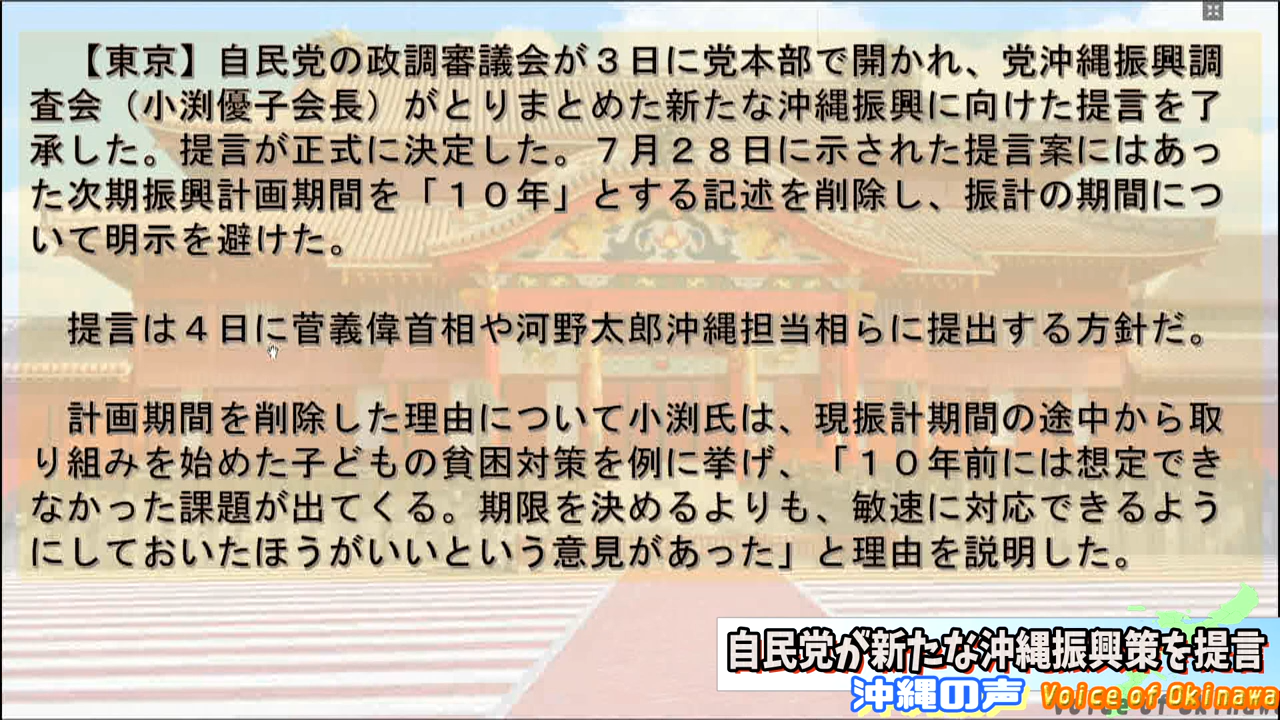 【東京】自民党の政調審議会が３日に党本部で開かれ、党沖縄振興調
査会（小渕優子会長）がとりまとめた新たな沖縄振興に向けた提言を了
承した。提言が正式に決定した。７月２８日に示された提言案にはあっ
た次期振興計画期間を「１０年」とする記述を削除し、振計の期間につ
いて明示を避けた。
提言は４日に菅義偉首相や河野太郎沖縄担当相らに提出する方針だ。
計画期間を削除した理由について小渕氏は、現振計期間の途中から取
り組みを始めた子どもの貧困対策を例に挙げ、「１０年前には想定でき
なかった課題が出てくる。期限を決めるよりも、敏速に対応できるよう
にしておいたほうがいいという意見があった」と理由を説明した。
自民党が新たな沖縄振興策を提言
沖縄の声 Voice of Okinawa